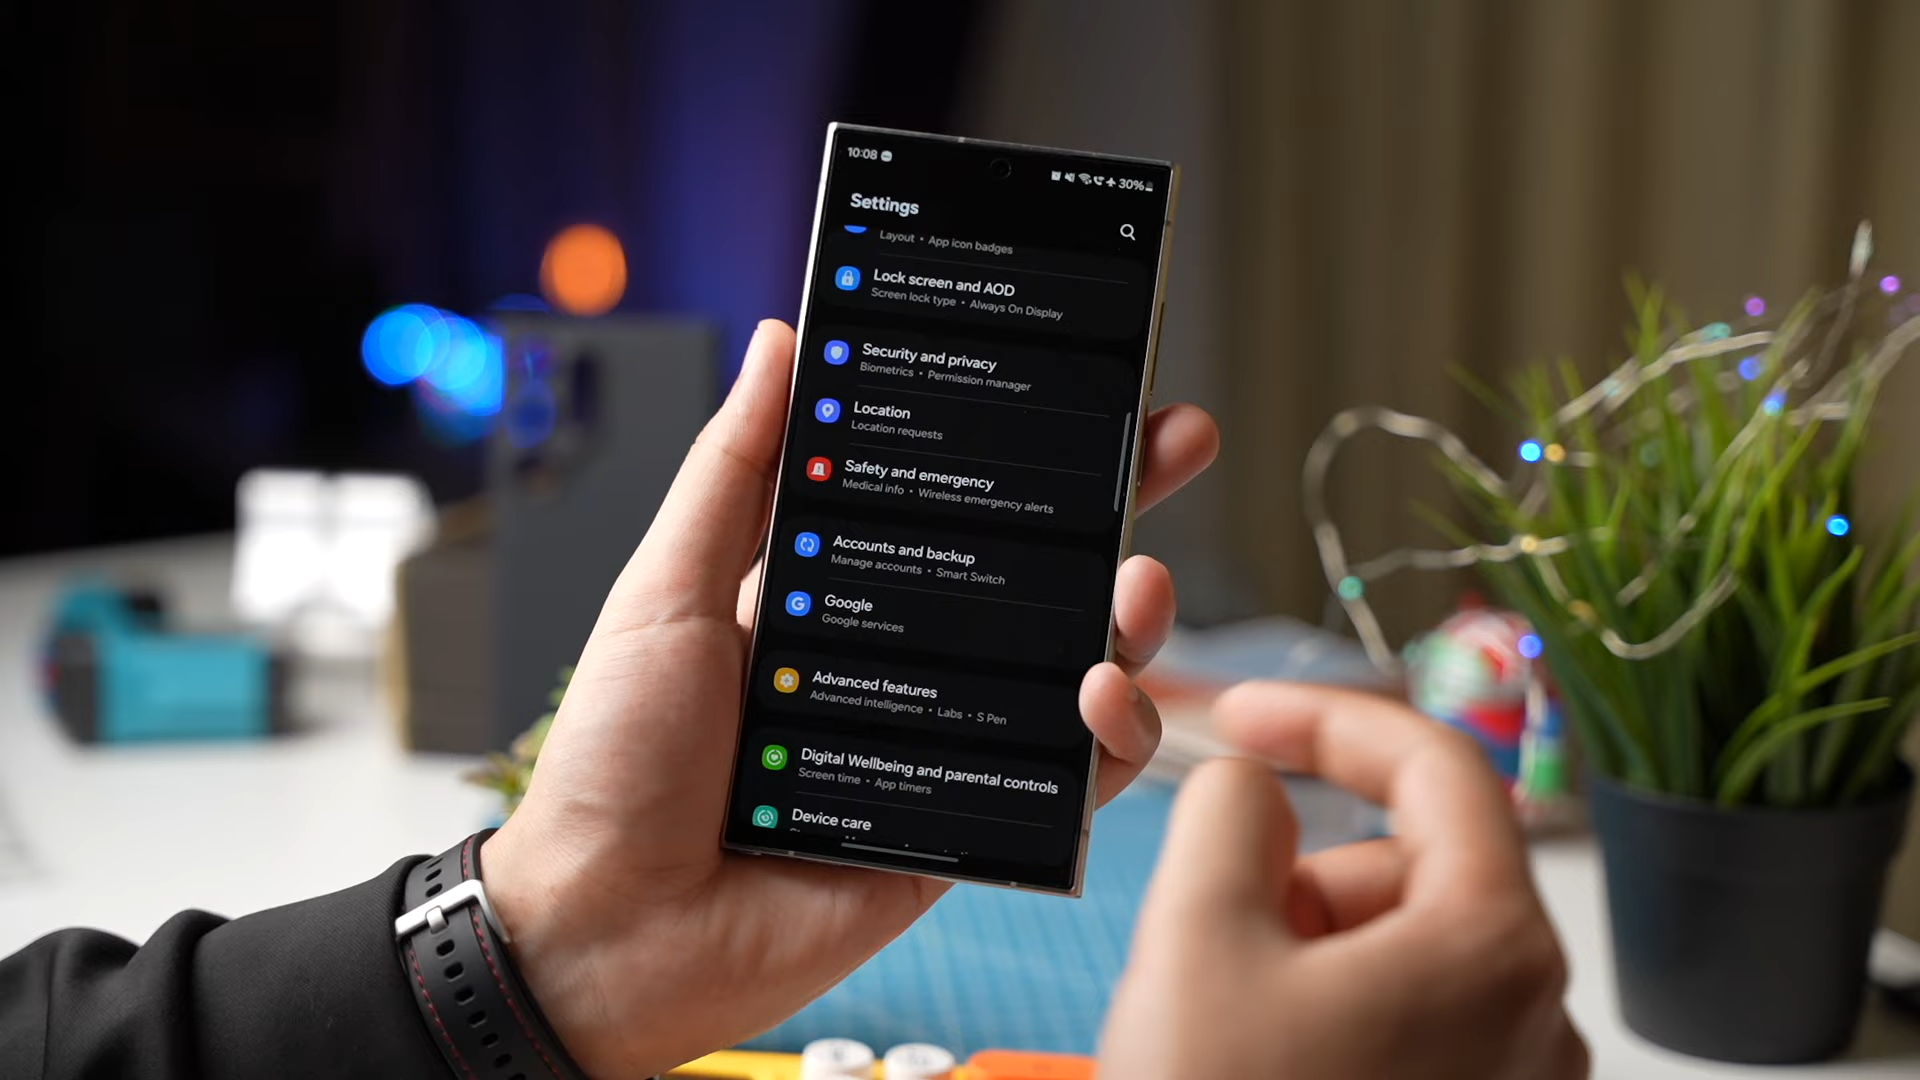 10:08
30%
Settings
Layout • App icon badges
Lock screen and AOD
Screen lock type • Always On Display
Security and privacy
Biometrics • Permission manager
Location
Location requests
Safety and emergency
Medical info • Wireless emergency alerts
Accounts and backup
Manage accounts • Smart Switch
Google
Google services
Advanced features
Advanced intelligence • Labs • S Pen
Digital Wellbeing and parental controls
Screen time • App timers
Device care